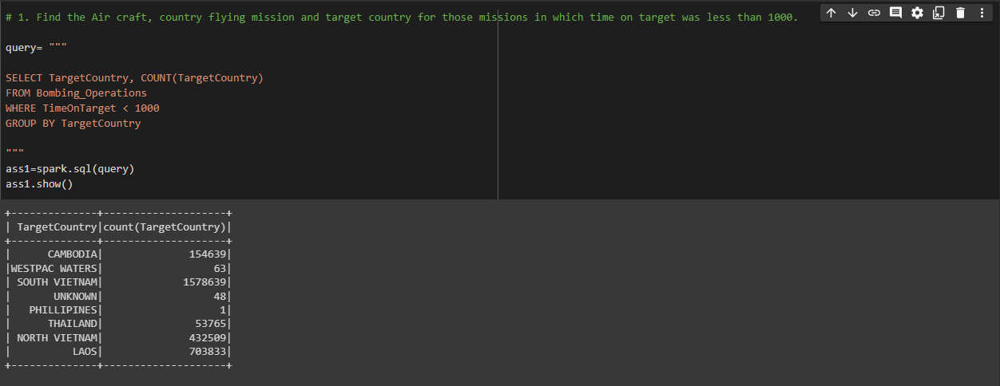 # 1. Find the Air craft, country flying mission and target country for those missions in which time on target was less than 1000.
query= """
SELECT TargetCountry, COUNT(TargetCountry)
FROM Bombing_Operations
WHERE TimeOnTarget < 1000
GROUP BY TargetCountry
"""
ass1=spark.sql(query)
ass1.show()
+--------------+--------------------+
| TargetCountry|count(TargetCountry)|
+--------------+--------------------+
|      CAMBODIA|              154639|
|WESTPAC WATERS|                  63|
| SOUTH VIETNAM|             1578639|
|       UNKNOWN|                  48|
|   PHILLIPINES|                   1|
|      THAILAND|               53765|
| NORTH VIETNAM|              432509|
|          LAOS|              703833|
+--------------+--------------------+